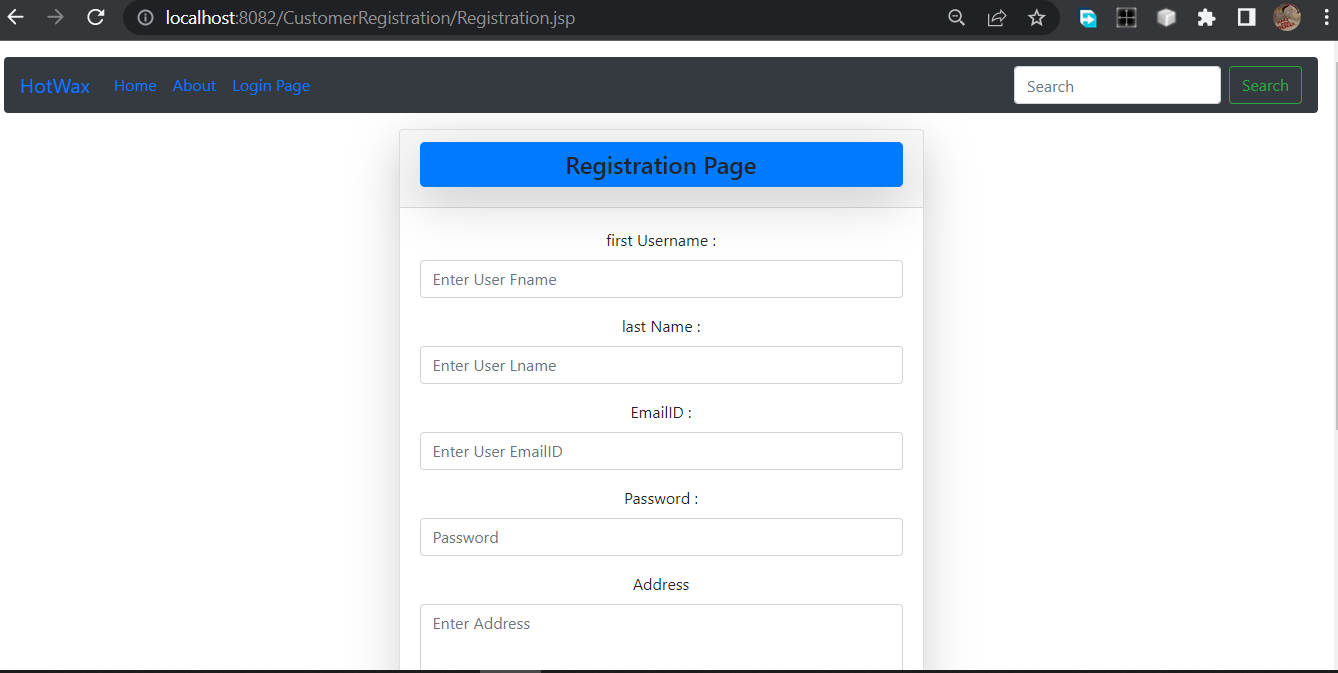 localhost:8082/CustomerRegistration/Registration.jsp
HotWax Home About Login Page Search Search
Registration Page
first Username :
Enter User Fname
last Name :
Enter User Lname
EmailID :
Enter User EmailID
Password :
Password
Address
Enter Address